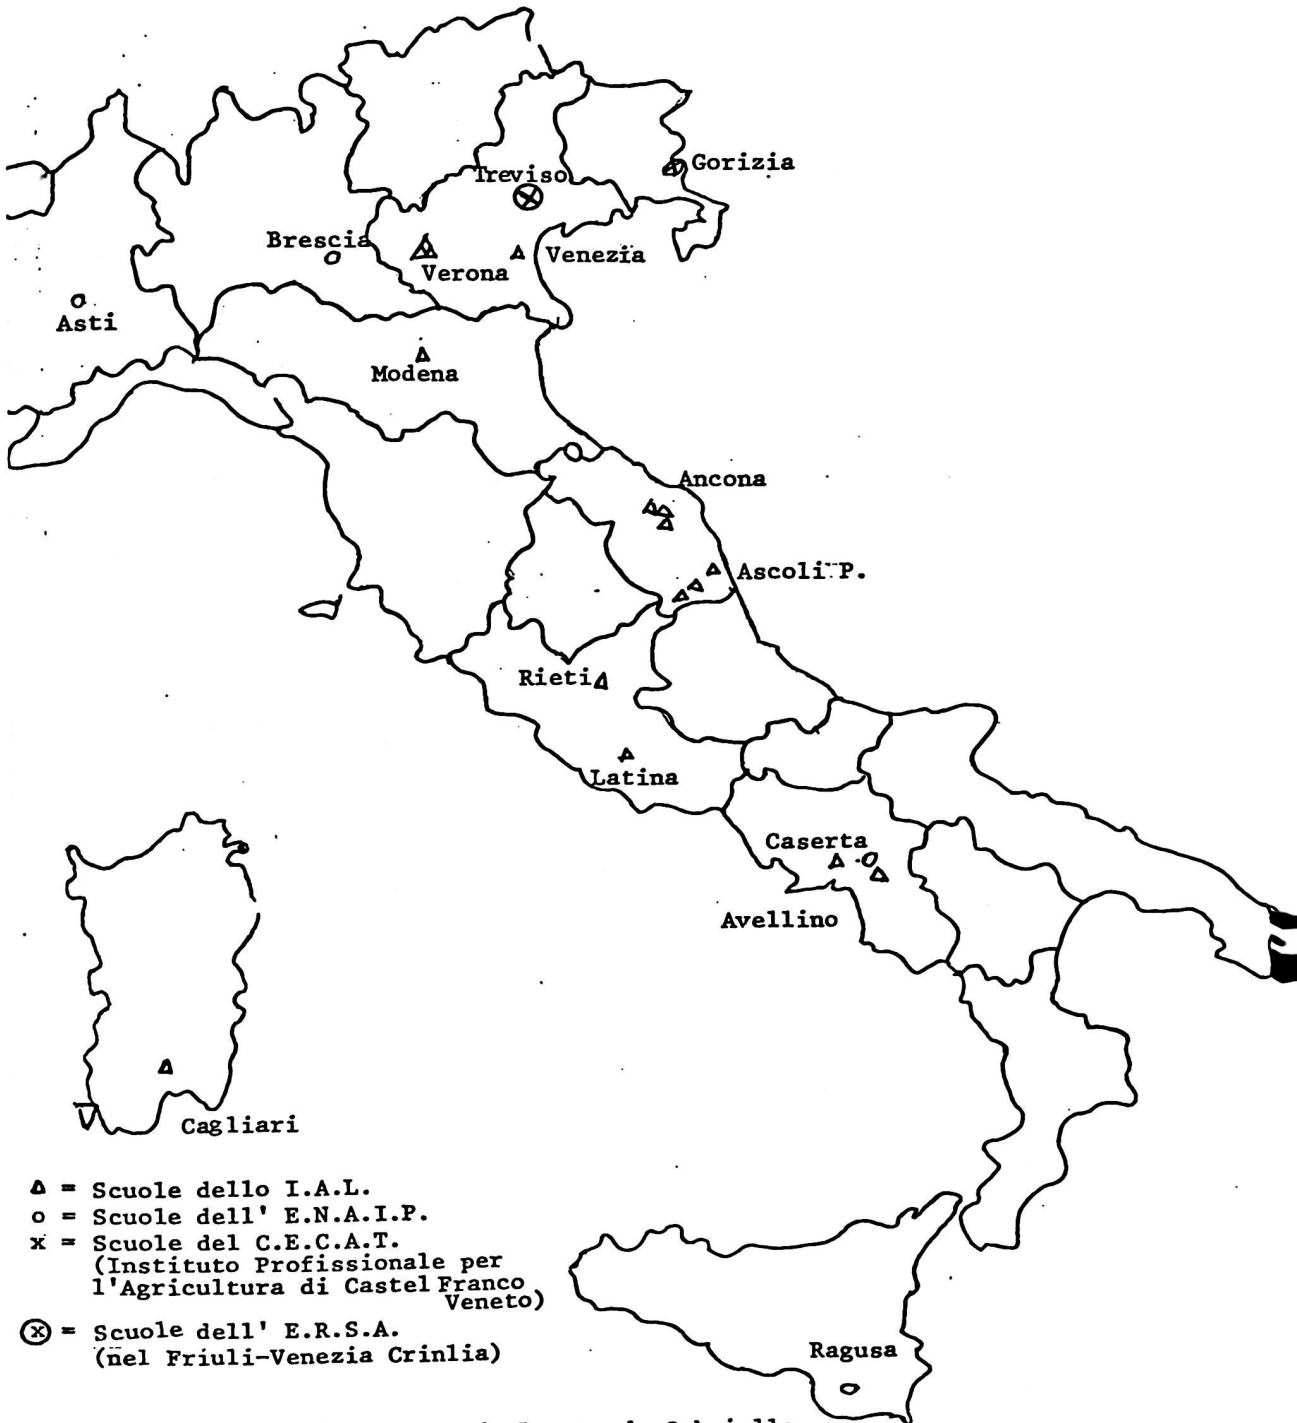 Gorizia
Treviso
Brescia
Verona
Venezia
Asti
Modena
Ancona
Ascoli P.
Rieti
Latina
Caserta
Avellino
Cagliari
Δ = Scuole dello I.A.L.
o = Scuole dell' E.N.A.I.P.
x = Scuole del C.E.C.A.T.
(Instituto Profissionale per
l'Agricultura di Castel Franco
Veneto)
ⓧ = Scuole dell' E.R.S.A.
(nel Friuli-Venezia Crinlia)
Ragusa